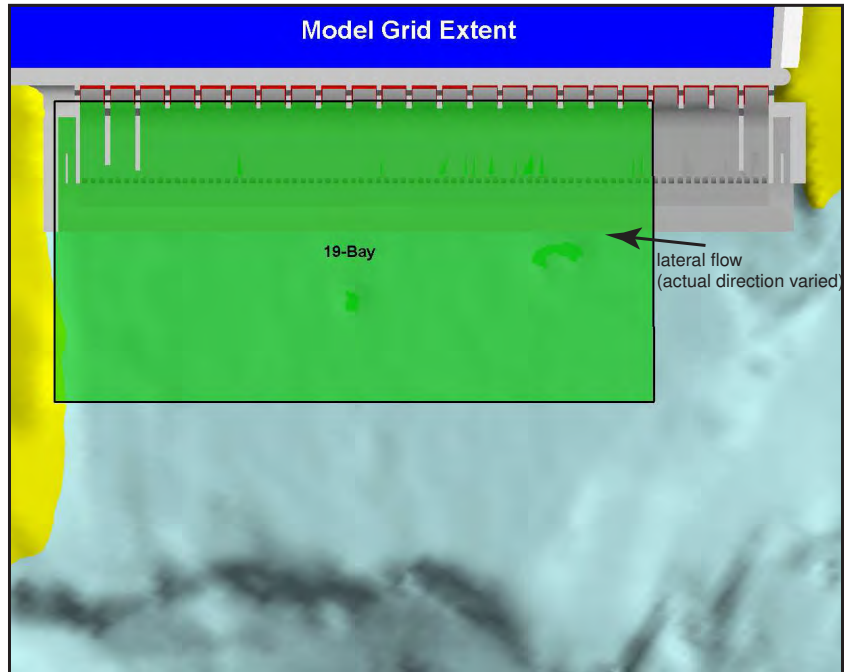 Model Grid Extent
19-Bay
lateral flow
(actual direction varied)